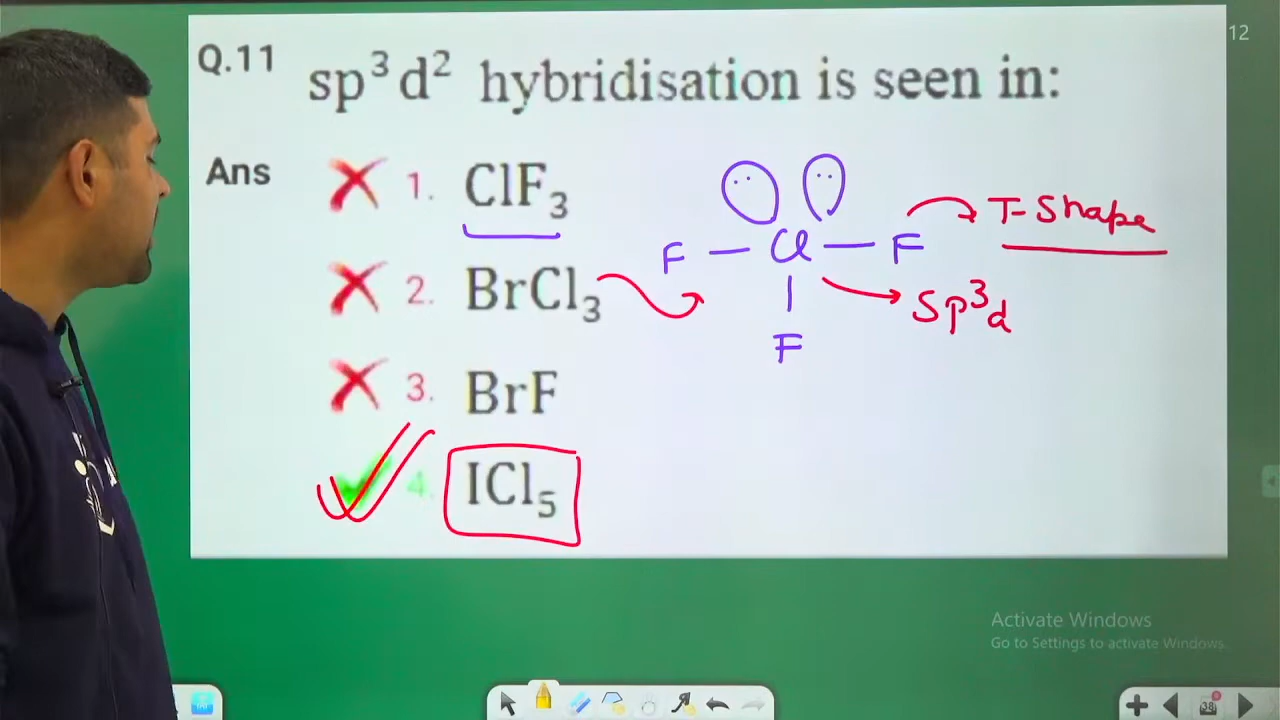 12
Q.11 sp³d² hybridisation is seen in:
Ans
1. ClF₃
2. BrCl₃
3. BrF
4. ICl₅
F — Cl — F
F
T-Shape
Sp³d
Activate Windows
Go to Settings to activate Windows.
38